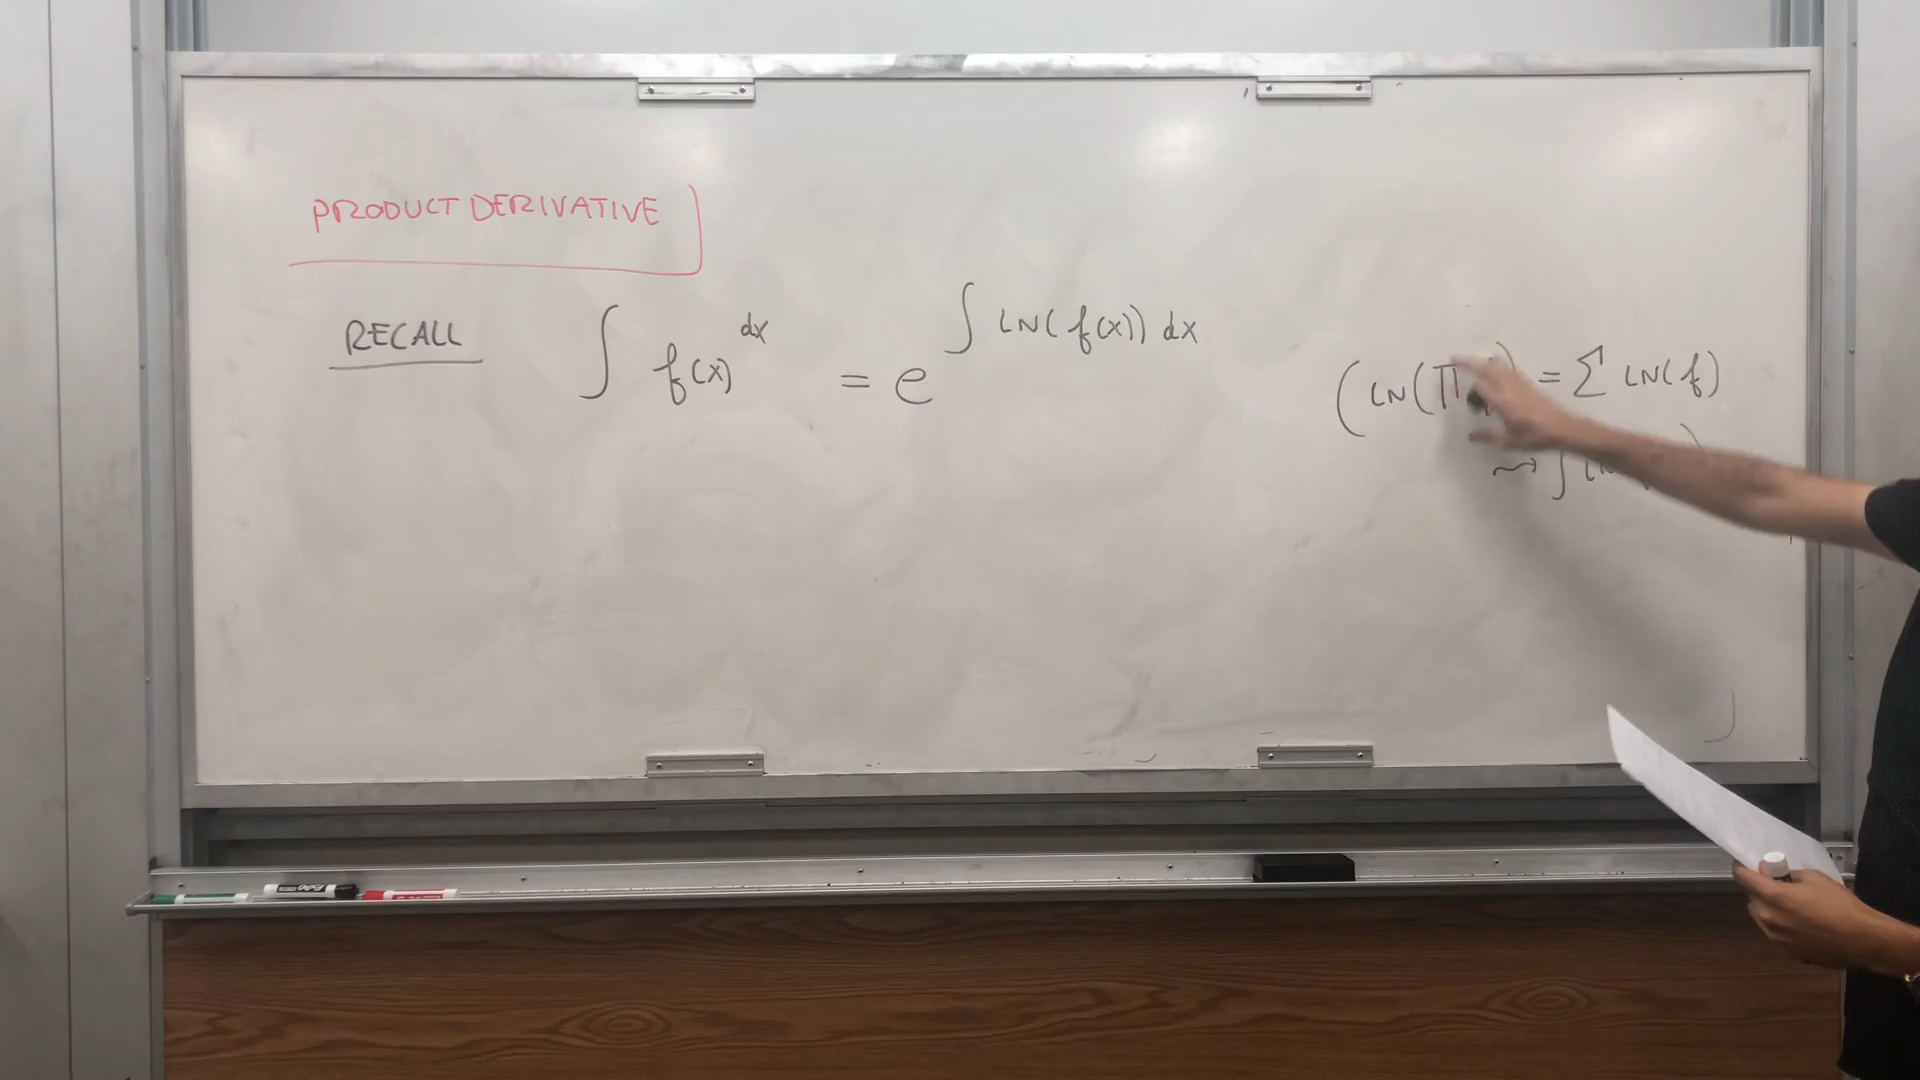 PRODUCT DERIVATIVE
RECALL ∫ f(x)^dx = e^∫ LN(f(x)) dx
(LN(∏ ) = Σ LN(f)
⇝ ∫ )